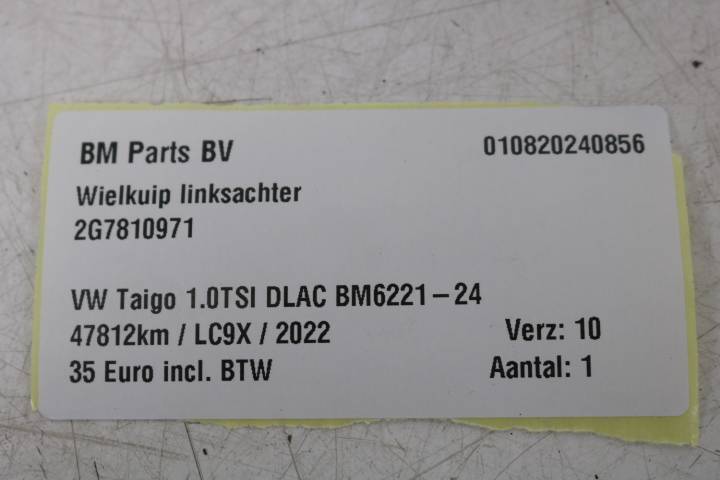 BM Parts BV 010820240856
Wielkuip linksachter
2G7810971
VW Taigo 1.0TSI DLAC BM6221-24
47812km / LC9X / 2022 Verz: 10
35 Euro incl. BTW Aantal: 1